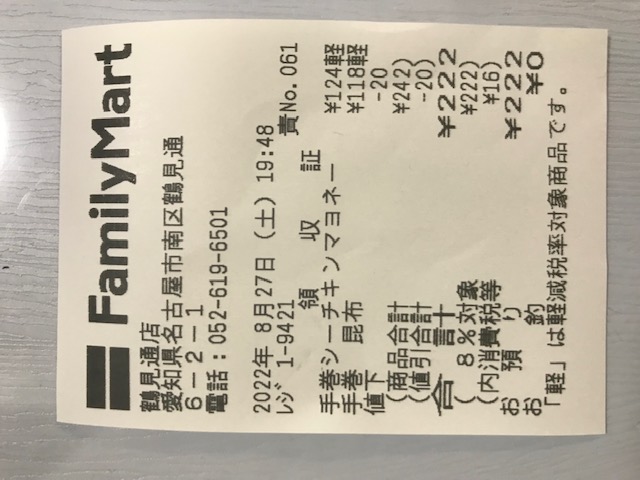 FamilyMart
鶴見通店
愛知県名古屋市南区鶴見通
6-2-1
電話:052-619-6501
2022年 8月27日(土) 19:48
レジ 1-9421 責No.061
領 収 証
手巻シーチキンマヨネー ¥124軽
手巻 昆布 ¥118軽
値下 -20
(商品合計 ¥242)
(値引合計 -20)
合 計 ¥222
( 8%対象 ¥222)
(内消費税等 ¥16)
お 預 り ¥222
お 釣 ¥0
「軽」は軽減税率対象商品です。